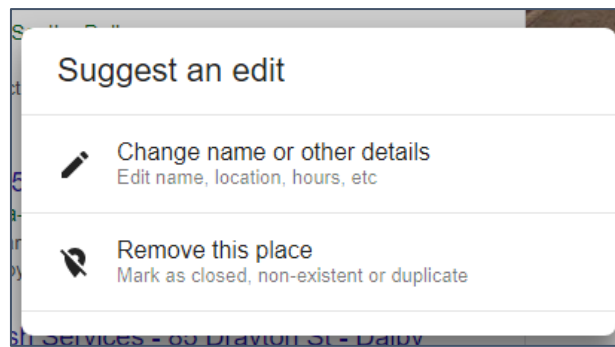 Suggest an edit
Change name or other details
Edit name, location, hours, etc
Remove this place
Mark as closed, non-existent or duplicate
sh Services - 85 Drayton St - Dalby